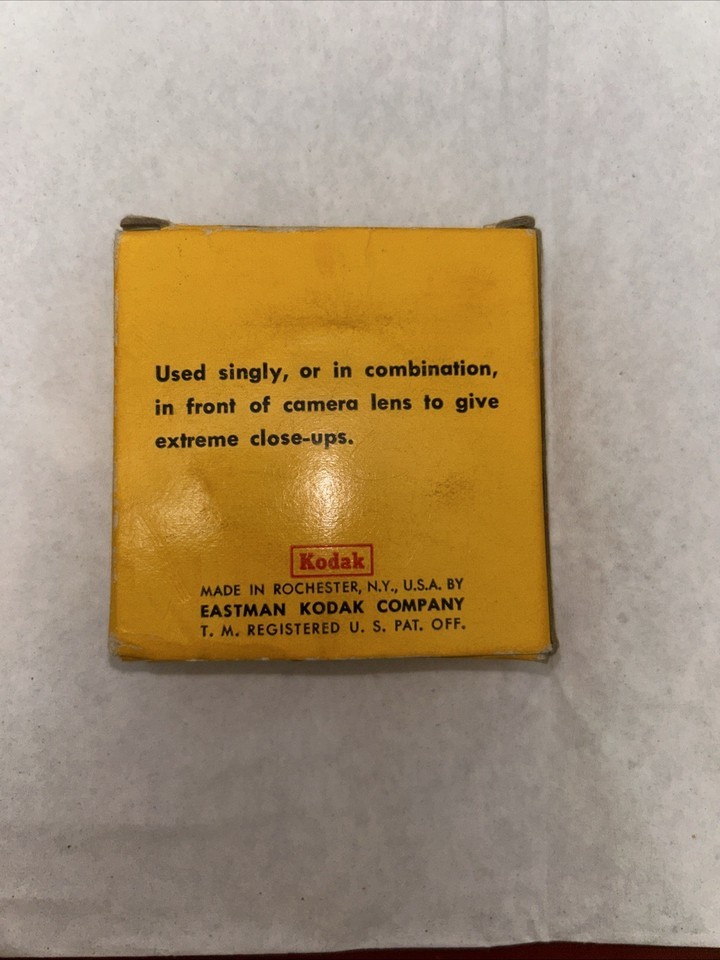 Used singly, or in combination,
in front of camera lens to give
extreme close-ups.
Kodak
MADE IN ROCHESTER, N.Y., U.S.A. BY
EASTMAN KODAK COMPANY
T. M. REGISTERED U. S. PAT. OFF.